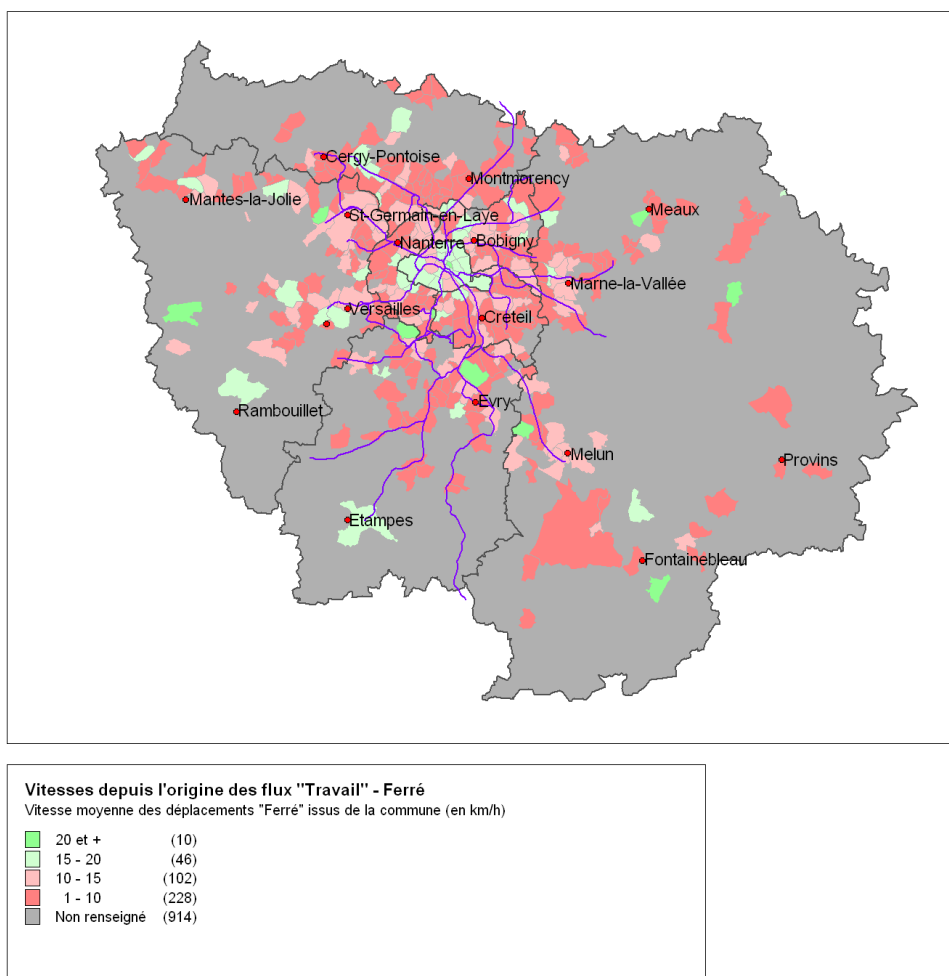 Cergy-Pontoise
Montmorency
Mantes-la-Jolie
Meaux
St-Germain-en-Laye
Nanterre
Bobigny
Marne-la-Vallée
Versailles
Créteil
Rambouillet
Evry
Melun
Provins
Etampes
Fontainebleau
Vitesses depuis l'origine des flux "Travail" - Ferré
Vitesse moyenne des déplacements "Ferré" issus de la commune (en km/h)
20 et + (10)
15 - 20 (46)
10 - 15 (102)
1 - 10 (228)
Non renseigné (914)